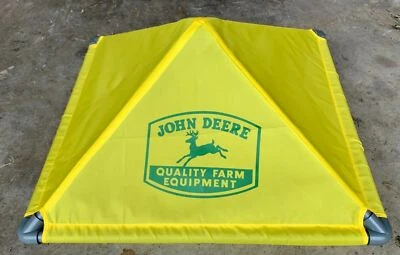 JOHN DEERE
QUALITY FARM
EQUIPMENT